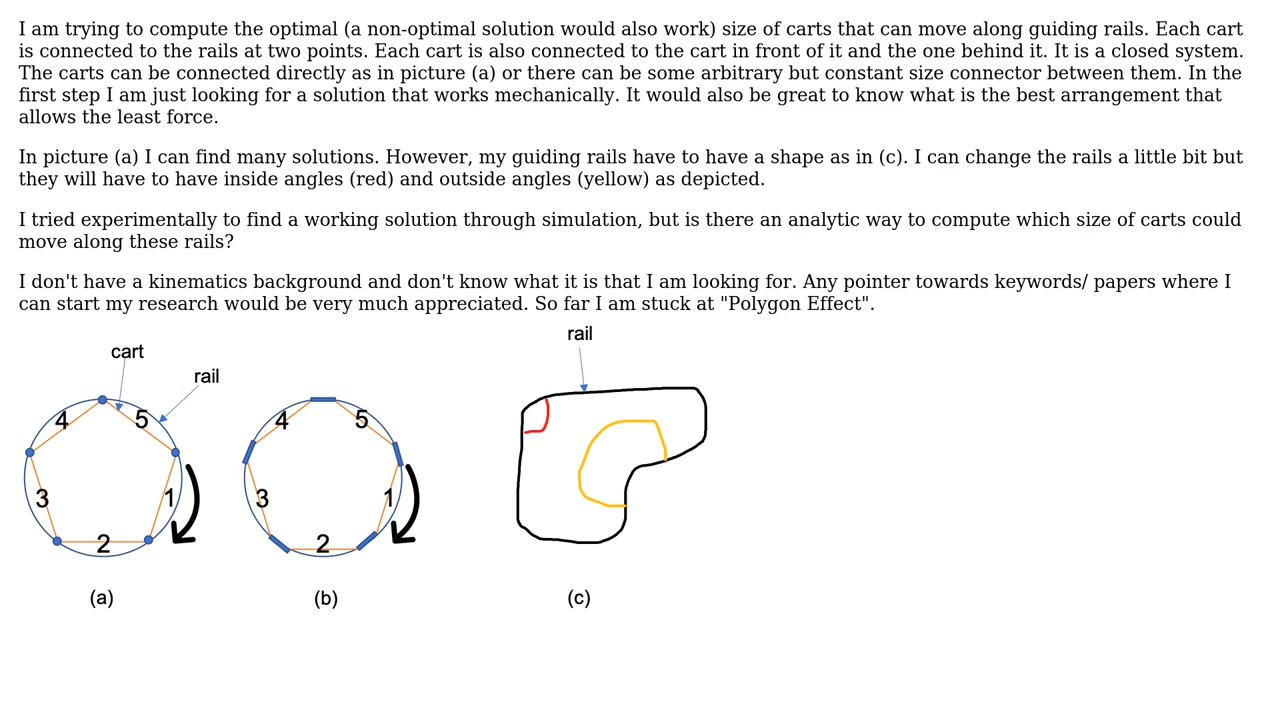 I am trying to compute the optimal (a non-optimal solution would also work) size of carts that can move along guiding rails. Each cart
is connected to the rails at two points. Each cart is also connected to the cart in front of it and the one behind it. It is a closed system.
The carts can be connected directly as in picture (a) or there can be some arbitrary but constant size connector between them. In the
first step I am just looking for a solution that works mechanically. It would also be great to know what is the best arrangement that
allows the least force.
In picture (a) I can find many solutions. However, my guiding rails have to have a shape as in (c). I can change the rails a little bit but
they will have to have inside angles (red) and outside angles (yellow) as depicted.
I tried experimentally to find a working solution through simulation, but is there an analytic way to compute which size of carts could
move along these rails?
I don't have a kinematics background and don't know what it is that I am looking for. Any pointer towards keywords/ papers where I
can start my research would be very much appreciated. So far I am stuck at "Polygon Effect".
rail
cart
rail
4 5
4 5
3 1
3 1
2
2
(a) (b) (c)